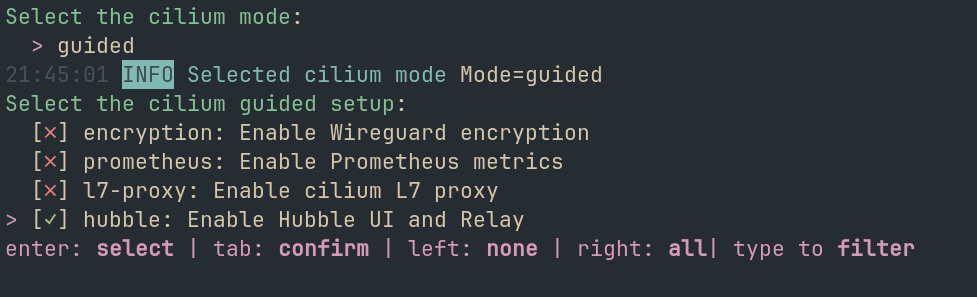 Select the cilium mode:
> guided
21:45:01 INFO Selected cilium mode Mode=guided
Select the cilium guided setup:
[✕] encryption: Enable Wireguard encryption
[✕] prometheus: Enable Prometheus metrics
[✕] l7-proxy: Enable cilium L7 proxy
> [✓] hubble: Enable Hubble UI and Relay
enter: select | tab: confirm | left: none | right: all| type to filter